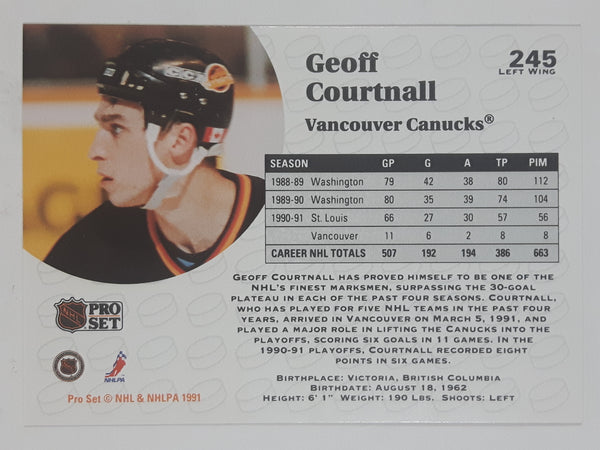 Geoff
Courtnall
Vancouver Canucks®
245
LEFT WING
SEASON GP G A TP PIM
1988-89 Washington 79 42 38 80 112
1989-90 Washington 80 35 39 74 104
1990-91 St. Louis 66 27 30 57 56
Vancouver 11 6 2 8 8
CAREER NHL TOTALS 507 192 194 386 663
GEOFF COURTNALL HAS PROVED HIMSELF TO BE ONE OF THE
NHL'S FINEST MARKSMEN, SURPASSING THE 30-GOAL
PLATEAU IN EACH OF THE PAST FOUR SEASONS. COURTNALL,
WHO HAS PLAYED FOR FIVE NHL TEAMS IN THE PAST FOUR
YEARS, ARRIVED IN VANCOUVER ON MARCH 5, 1991, AND
PLAYED A MAJOR ROLE IN LIFTING THE CANUCKS INTO THE
PLAYOFFS, SCORING SIX GOALS IN 11 GAMES. IN THE
1990-91 PLAYOFFS, COURTNALL RECORDED EIGHT
POINTS IN SIX GAMES.
BIRTHPLACE: VICTORIA, BRITISH COLUMBIA
BIRTHDATE: AUGUST 18, 1962
HEIGHT: 6' 1" WEIGHT: 190 LBS. SHOOTS: LEFT
NHL PRO
SET
NHLPA
Pro Set © NHL & NHLPA 1991
CCM